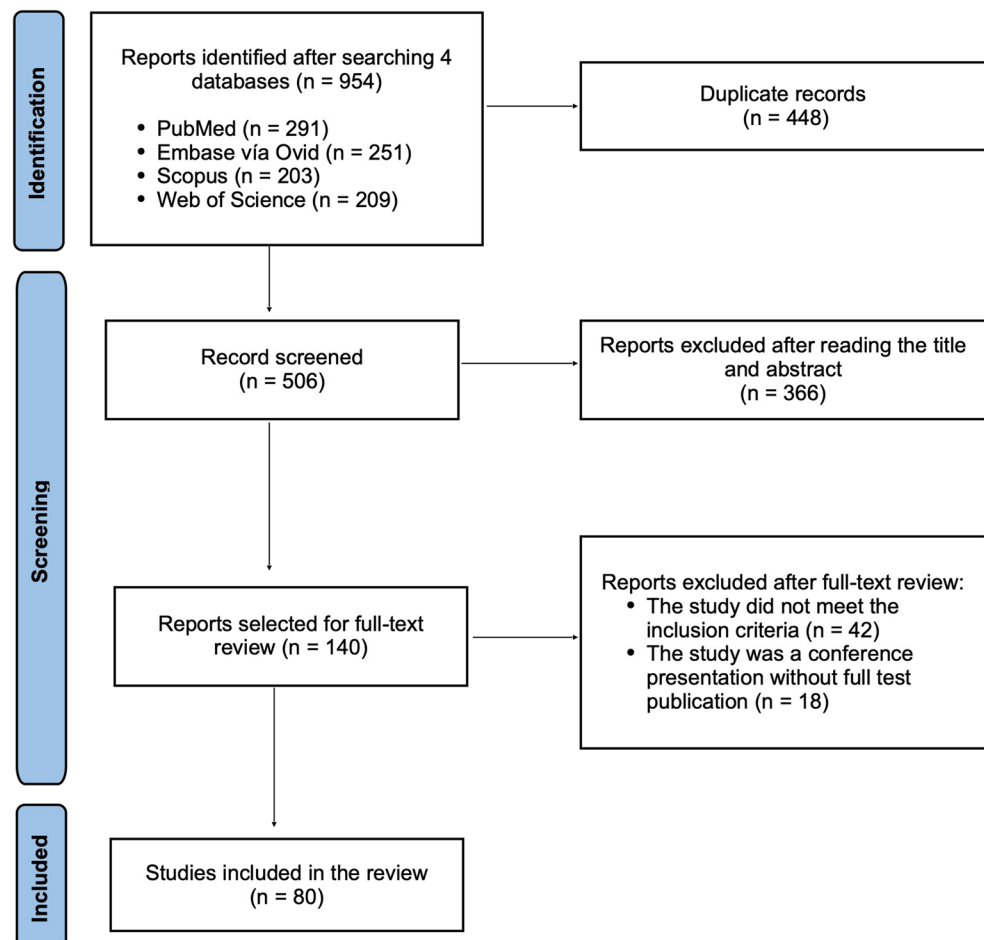 Identification
Reports identified after searching 4
databases (n = 954)
• PubMed (n = 291)
• Embase vía Ovid (n = 251)
• Scopus (n = 203)
• Web of Science (n = 209)
Duplicate records
(n = 448)
Screening
Record screened
(n = 506)
Reports excluded after reading the title
and abstract
(n = 366)
Reports selected for full-text
review (n = 140)
Reports excluded after full-text review:
• The study did not meet the
inclusion criteria (n = 42)
• The study was a conference
presentation without full test
publication (n = 18)
Included
Studies included in the review
(n = 80)